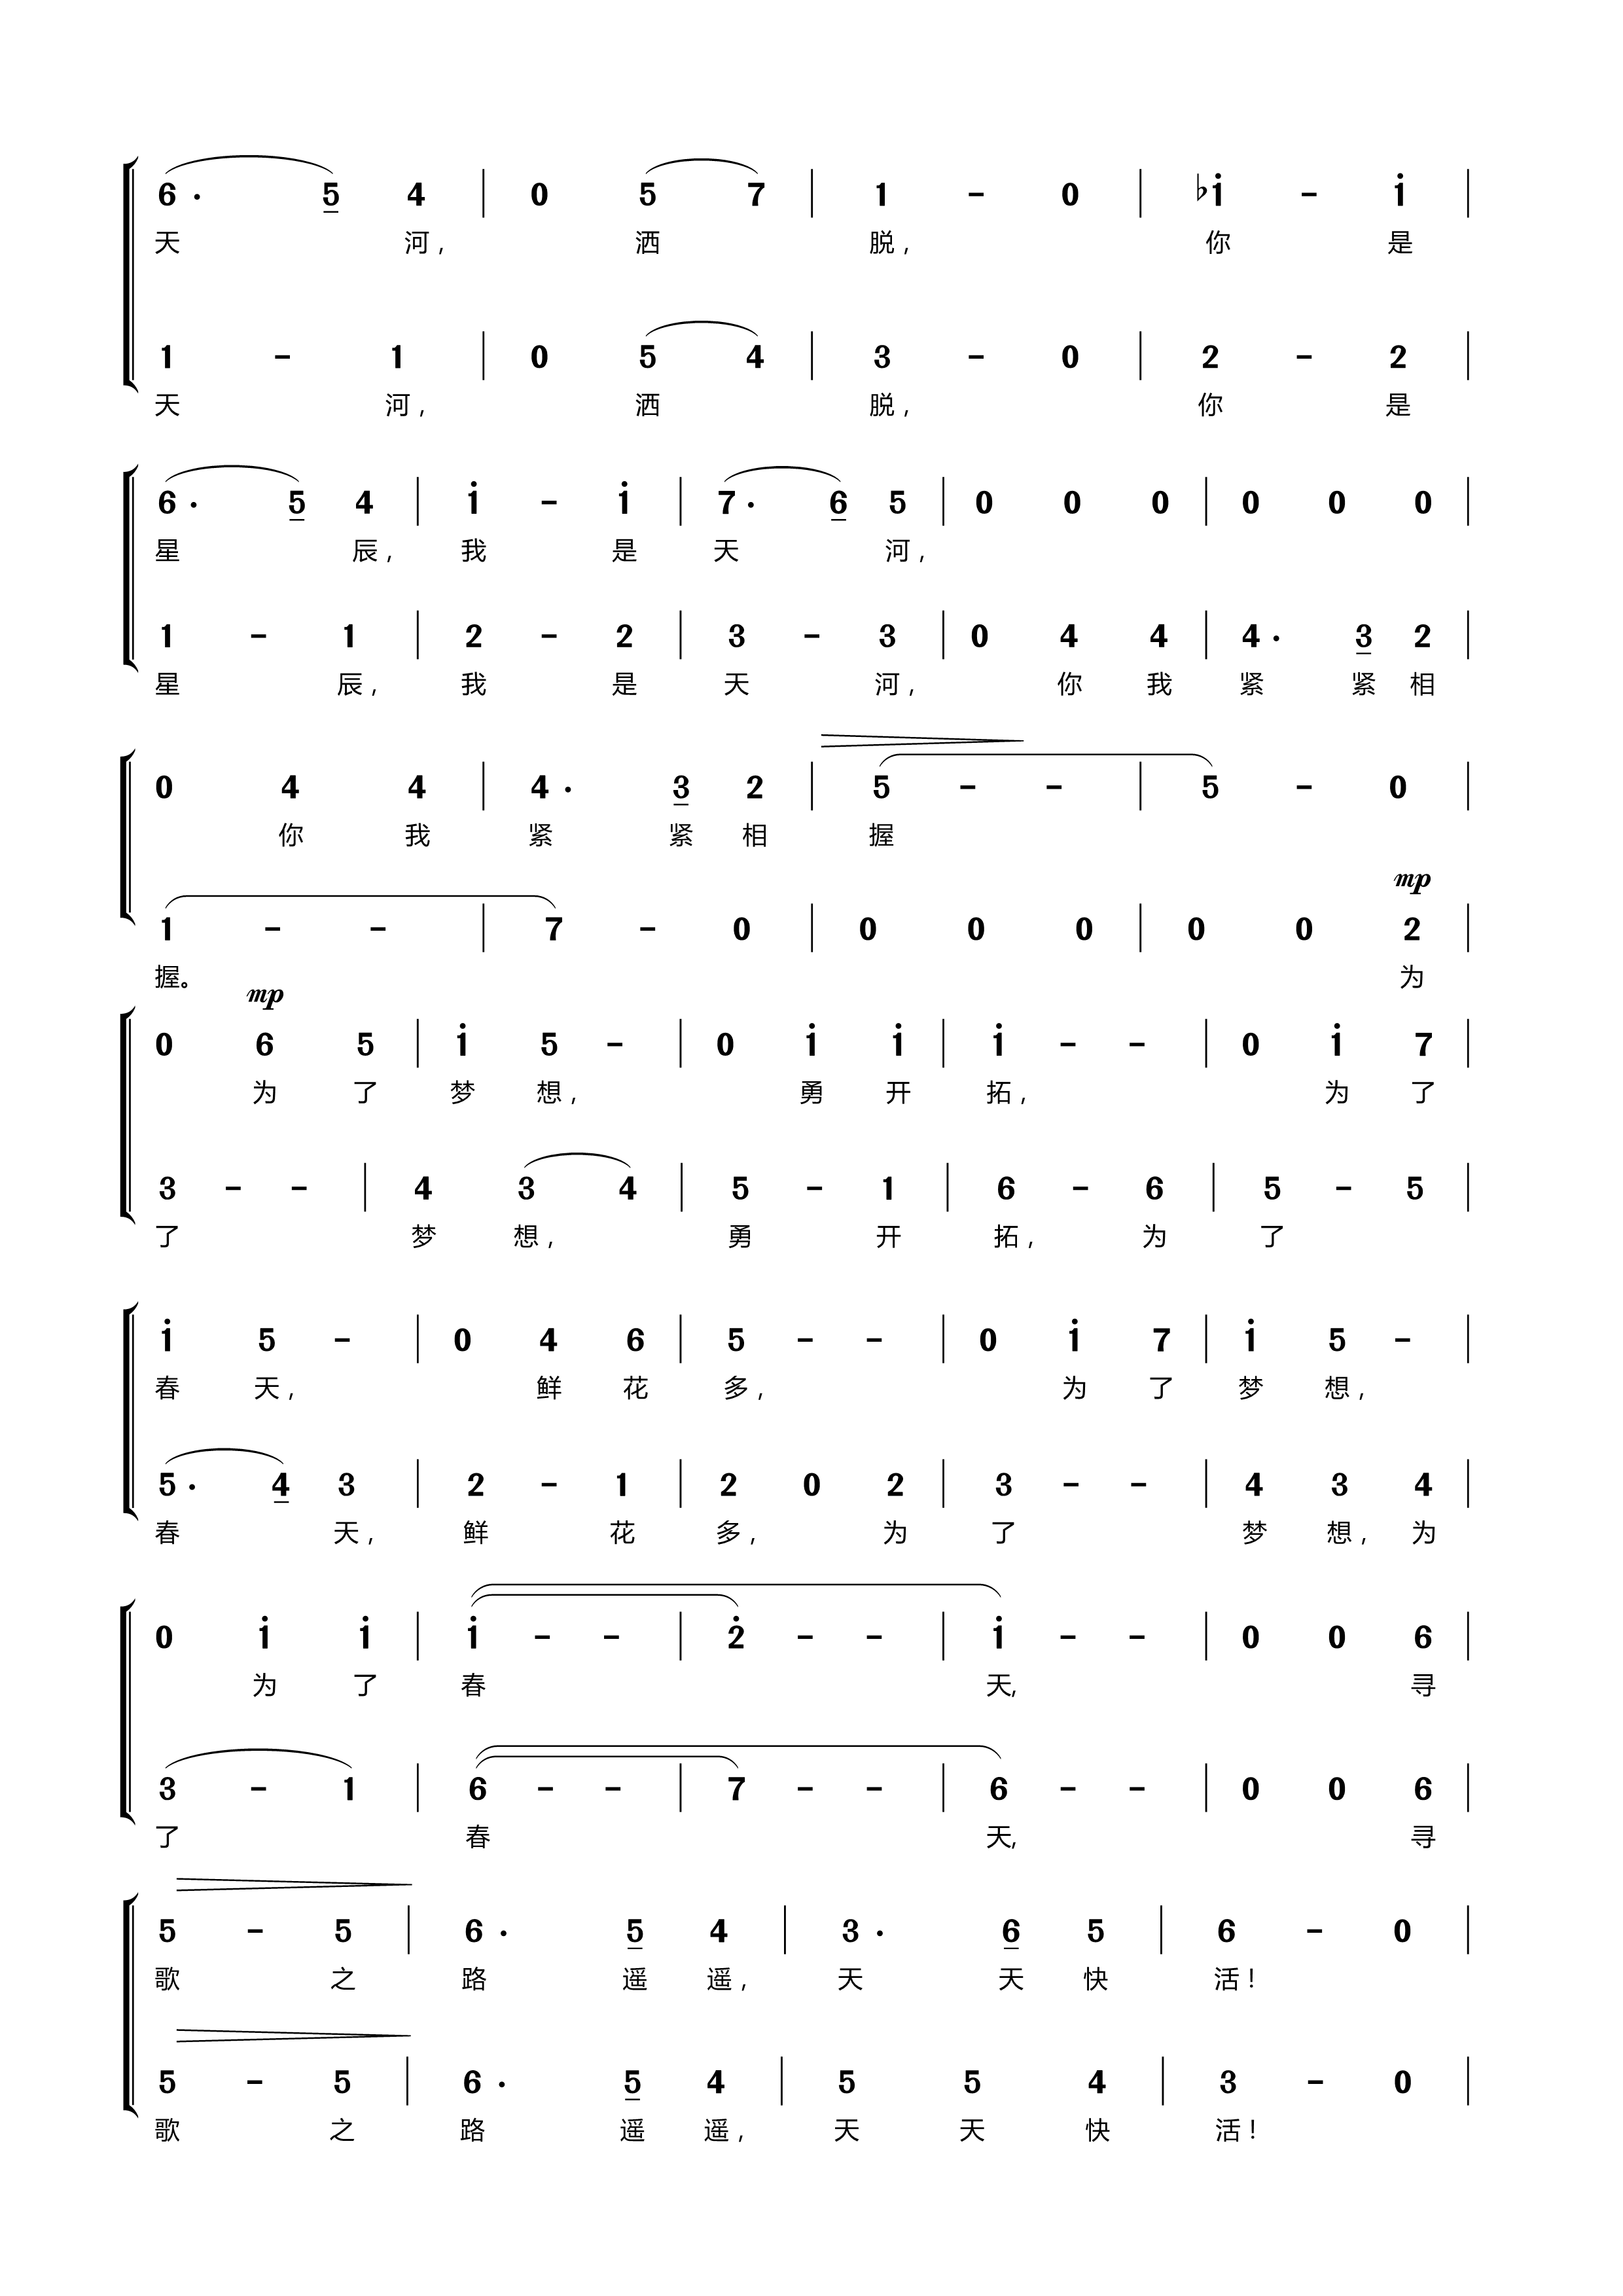 6· 5 4 | 0 5 7 | 1 － 0 | ♭i － i |
天 河， 洒 脱， 你 是
1 － 1 | 0 5 4 | 3 － 0 | 2 － 2 |
天 河， 洒 脱， 你 是
6· 5 4 | i － i | 7· 6 5 | 0 0 0 | 0 0 0 |
星 辰， 我 是 天 河，
1 － 1 | 2 － 2 | 3 － 3 | 0 4 4 | 4· 3 2 |
星 辰， 我 是 天 河， 你 我 紧 紧 相
0 4 4 | 4· 3 2 | 5 － － | 5 － 0 |
你 我 紧 紧 相 握
mp
1 － － | 7 － 0 | 0 0 0 | 0 0 2 |
握。 为
mp
0 6 5 | i 5 － | 0 i i | i － － | 0 i 7 |
为 了 梦 想， 勇 开 拓， 为 了
3 － － | 4 3 4 | 5 － 1 | 6 － 6 | 5 － 5 |
了 梦 想， 勇 开 拓， 为 了
i 5 － | 0 4 6 | 5 － － | 0 i 7 | i 5 － |
春 天， 鲜 花 多， 为 了 梦 想，
5· 4 3 | 2 － 1 | 2 0 2 | 3 － － | 4 3 4 |
春 天， 鲜 花 多， 为 了 梦 想， 为
0 i i | i － － | 2̇ － － | i － － | 0 0 6 |
为 了 春 天, 寻
3 － 1 | 6 － － | 7 － － | 6 － － | 0 0 6 |
了 春 天, 寻
5 － 5 | 6· 5 4 | 3· 6 5 | 6 － 0 |
歌 之 路 遥 遥， 天 天 快 活！
5 － 5 | 6· 5 4 | 5 5 4 | 3 － 0 |
歌 之 路 遥 遥， 天 天 快 活！